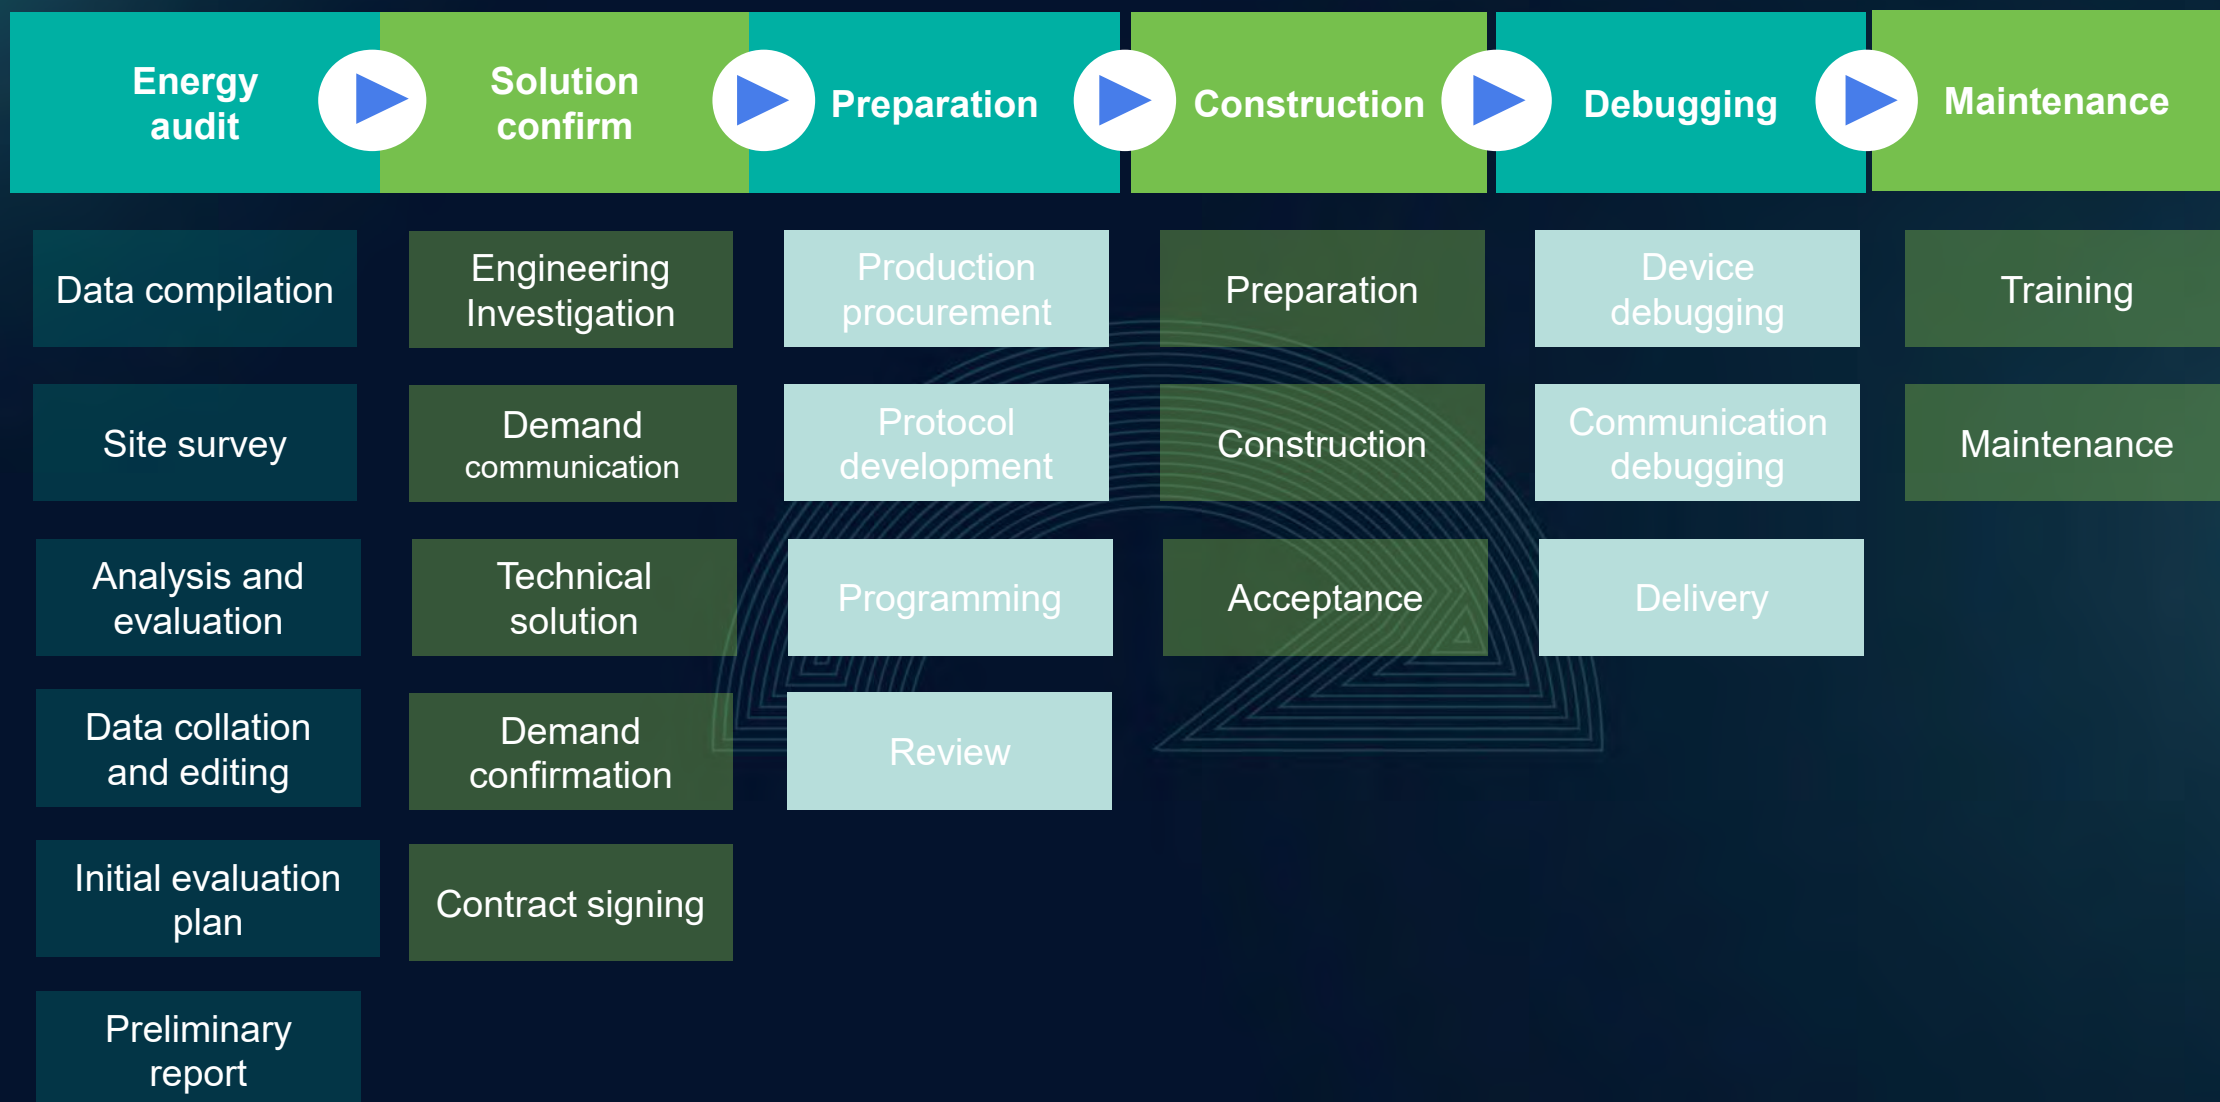 Energy
audit
Solution
confirm
Preparation
Construction
Debugging
Maintenance
Data compilation
Engineering
Investigation
Production
procurement
Preparation
Device
debugging
Training
Site survey
Demand
communication
Protocol
development
Construction
Communication
debugging
Maintenance
Analysis and
evaluation
Technical
solution
Programming
Acceptance
Delivery
Data collation
and editing
Demand
confirmation
Review
Initial evaluation
plan
Contract signing
Preliminary
report